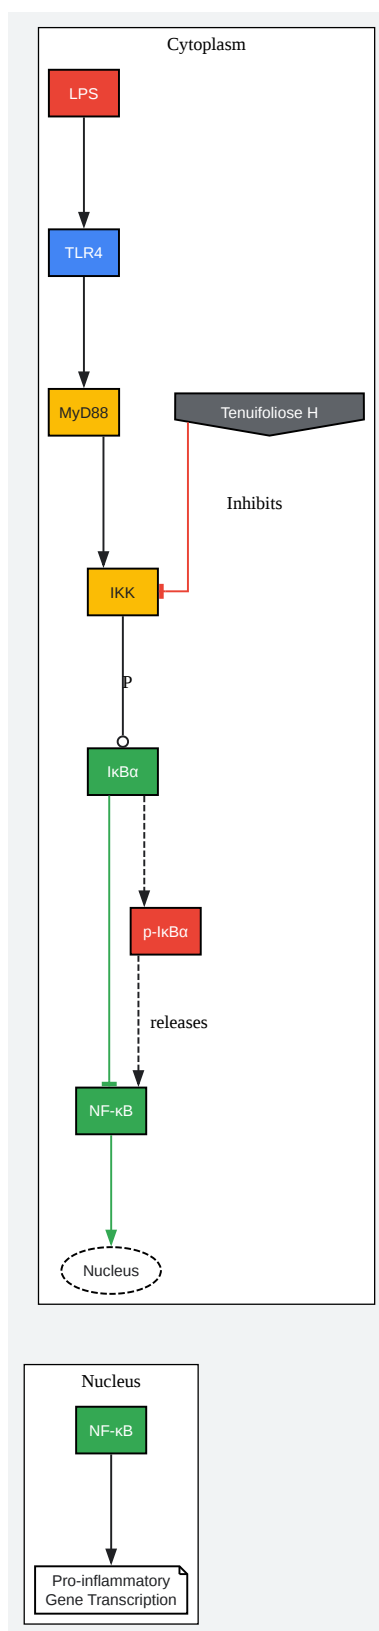 Cytoplasm
LPS
TLR4
MyD88
Tenuifoliose H
Inhibits
IKK
P
IκBα
p-IκBα
releases
NF-κB
Nucleus
Nucleus
NF-κB
Pro-inflammatory
Gene Transcription